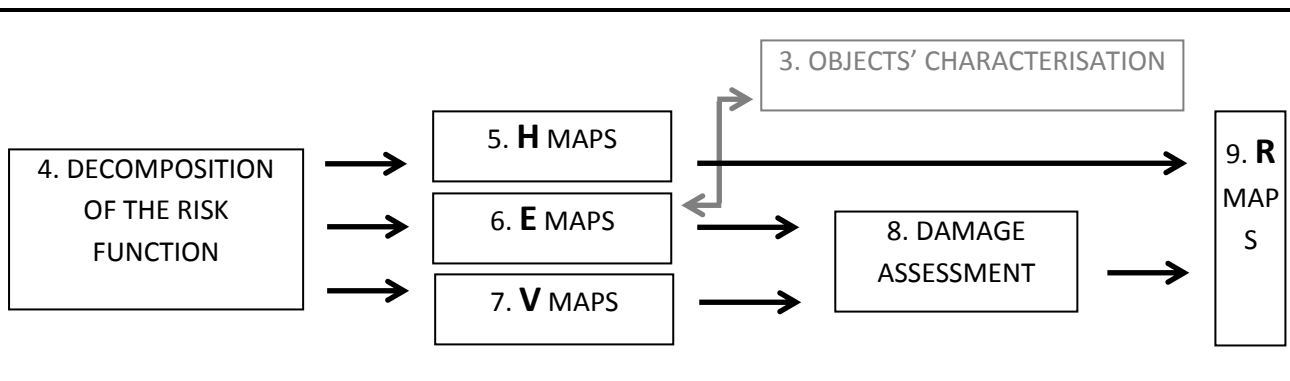 3. OBJECTS’ CHARACTERISATION
4. DECOMPOSITION
OF THE RISK
FUNCTION
5. H MAPS
6. E MAPS
7. V MAPS
8. DAMAGE
ASSESSMENT
9. R
MAP
S